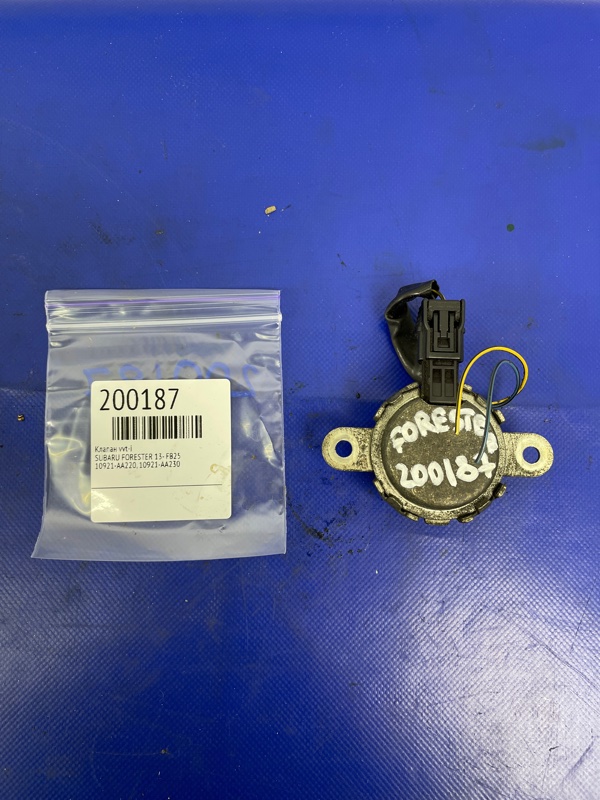 200187
Клапан vvt-i
SUBARU FORESTER 13- FB25
10921-AA220, 10921-AA230
FORESTER
200187